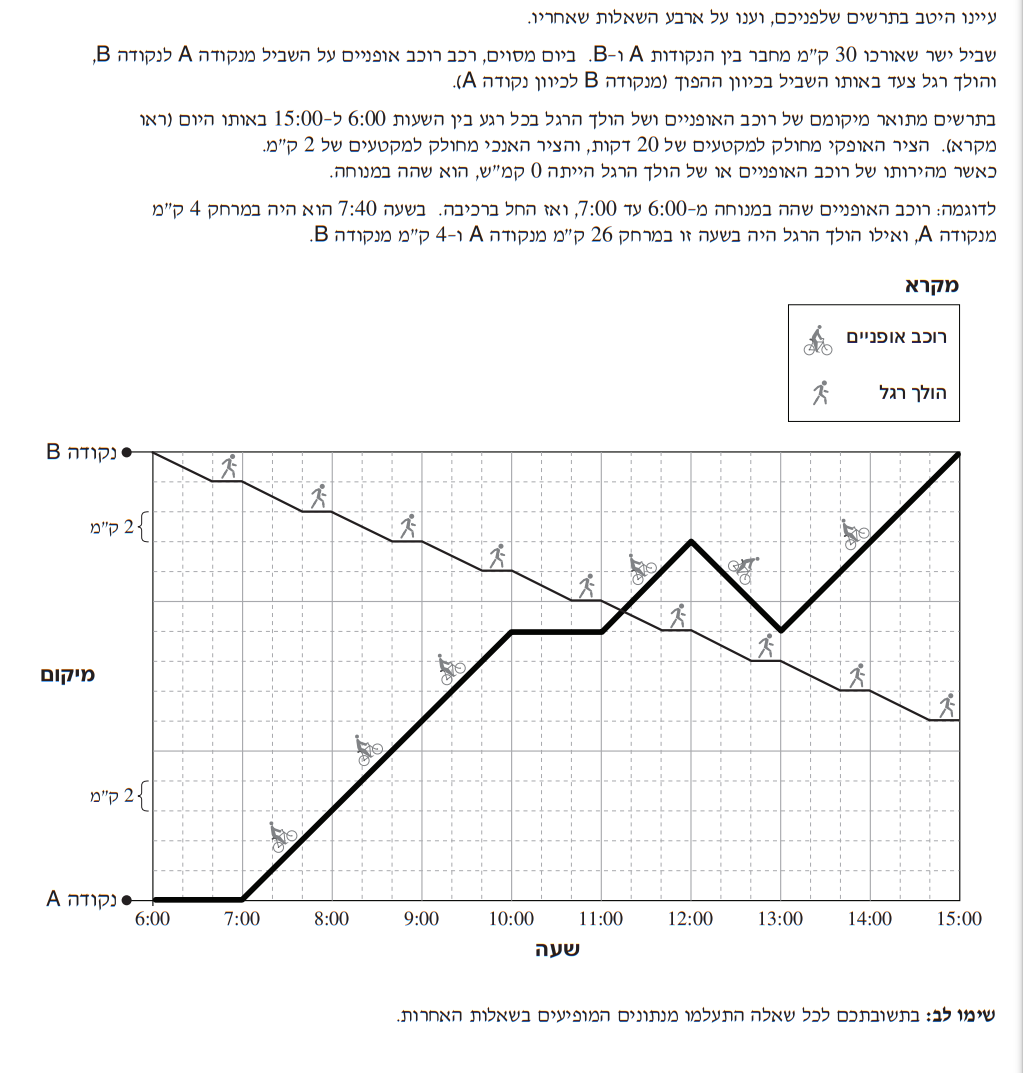 עיינו היטב בתרשים שלפניכם, וענו על ארבע השאלות שאחריו.
שביל ישר שאורכו 30 ק"מ מחבר בין הנקודות A ו-B. ביום מסוים, רכב רוכב אופניים על השביל מנקודה A לנקודה B,
והולך רגל צעד באותו השביל בכיוון ההפוך (מנקודה B לכיוון נקודה A).
בתרשים מתואר מיקומם של רוכב האופניים ושל הולך הרגל בכל רגע בין השעות 6:00 ל-15:00 באותו היום (ראו
מקרא). הציר האופקי מחולק למקטעים של 20 דקות, והציר האנכי מחולק למקטעים של 2 ק"מ.
כאשר מהירותו של רוכב האופניים או של הולך הרגל הייתה 0 קמ"ש, הוא שהה במנוחה.
לדוגמה: רוכב האופניים שהה במנוחה מ-6:00 עד 7:00, ואז החל ברכיבה. בשעה 7:40 הוא היה במרחק 4 ק"מ
מנקודה A, ואילו הולך הרגל היה בשעה זו במרחק 26 ק"מ מנקודה A ו-4 ק"מ מנקודה B.
מקרא
רוכב אופניים
הולך רגל
נקודה B
2 ק"מ
מיקום
2 ק"מ
נקודה A
6:00 7:00 8:00 9:00 10:00 11:00 12:00 13:00 14:00 15:00
שעה
שימו לב: בתשובתכם לכל שאלה התעלמו מנתונים המופיעים בשאלות האחרות.